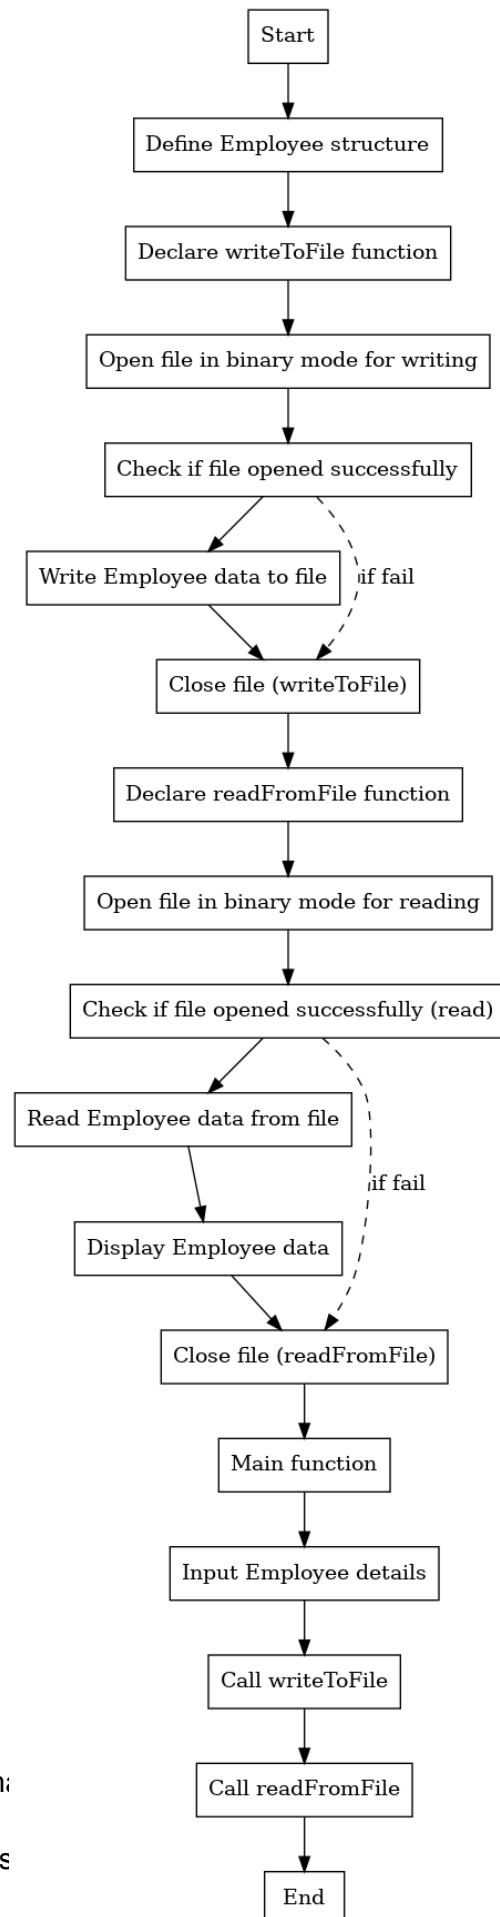 Start
Define Employee structure
Declare writeToFile function
Open file in binary mode for writing
Check if file opened successfully
Write Employee data to file
if fail
Close file (writeToFile)
Declare readFromFile function
Open file in binary mode for reading
Check if file opened successfully (read)
Read Employee data from file
if fail
Display Employee data
Close file (readFromFile)
Main function
Input Employee details
Call writeToFile
Call readFromFile
End